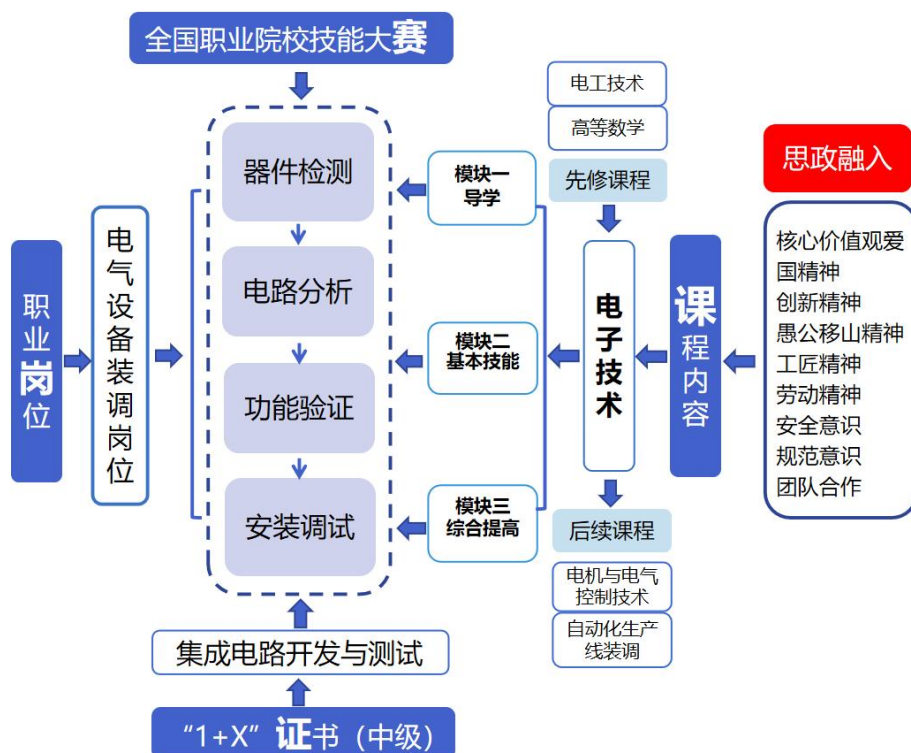 全国职业院校技能大赛
电工技术
高等数学
先修课程
思政融入
核心价值观爱
国精神
创新精神
愚公移山精神
工匠精神
劳动精神
安全意识
规范意识
团队合作
职业岗位
电气设备装调岗位
器件检测
电路分析
功能验证
安装调试
模块一
导学
模块二
基本技能
模块三
综合提高
电子技术
课程内容
后续课程
电机与电气
控制技术
自动化生产
线装调
集成电路开发与测试
“1+X”证书（中级）